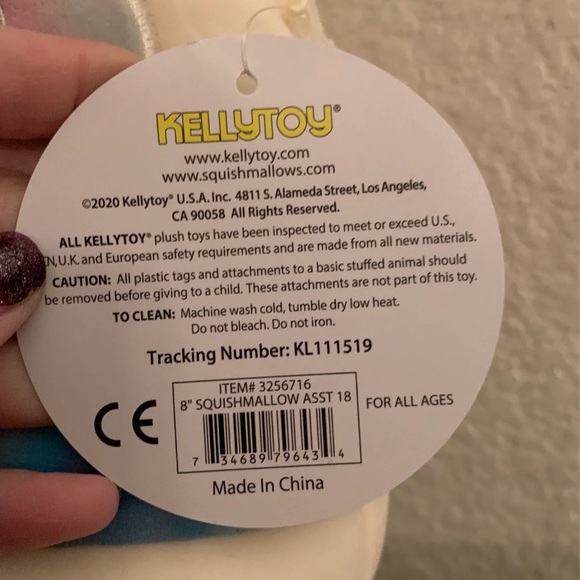 KELLYTOY®
www.kellytoy.com
www.squishmallows.com
©2020 Kellytoy® U.S.A. Inc. 4811 S. Alameda Street, Los Angeles,
CA 90058 All Rights Reserved.
ALL KELLYTOY® plush toys have been inspected to meet or exceed U.S.,
U.K. and European safety requirements and are made from all new materials.
CAUTION: All plastic tags and attachments to a basic stuffed animal should
be removed before giving to a child. These attachments are not part of this toy.
TO CLEAN: Machine wash cold, tumble dry low heat.
Do not bleach. Do not iron.
Tracking Number: KL111519
CE
ITEM# 3256716
8" SQUISHMALLOW ASST 18
7 34689 79643 4
FOR ALL AGES
Made In China